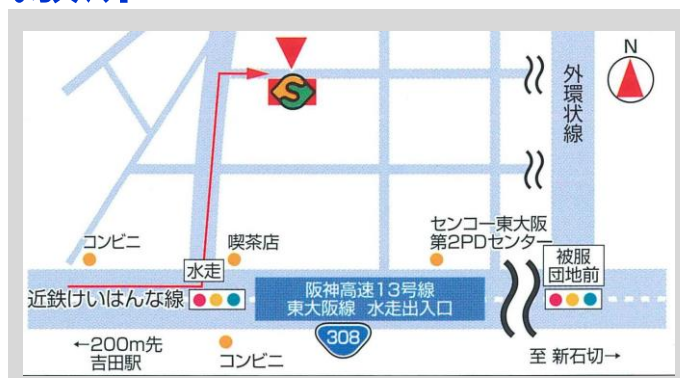 N
外環状線
コンビニ
喫茶店
センコー東大阪
第2PDセンター
水走
被服
団地前
近鉄けいはんな線
阪神高速13号線
東大阪線 水走出入口
308
←200m先
吉田駅
コンビニ
至 新石切→